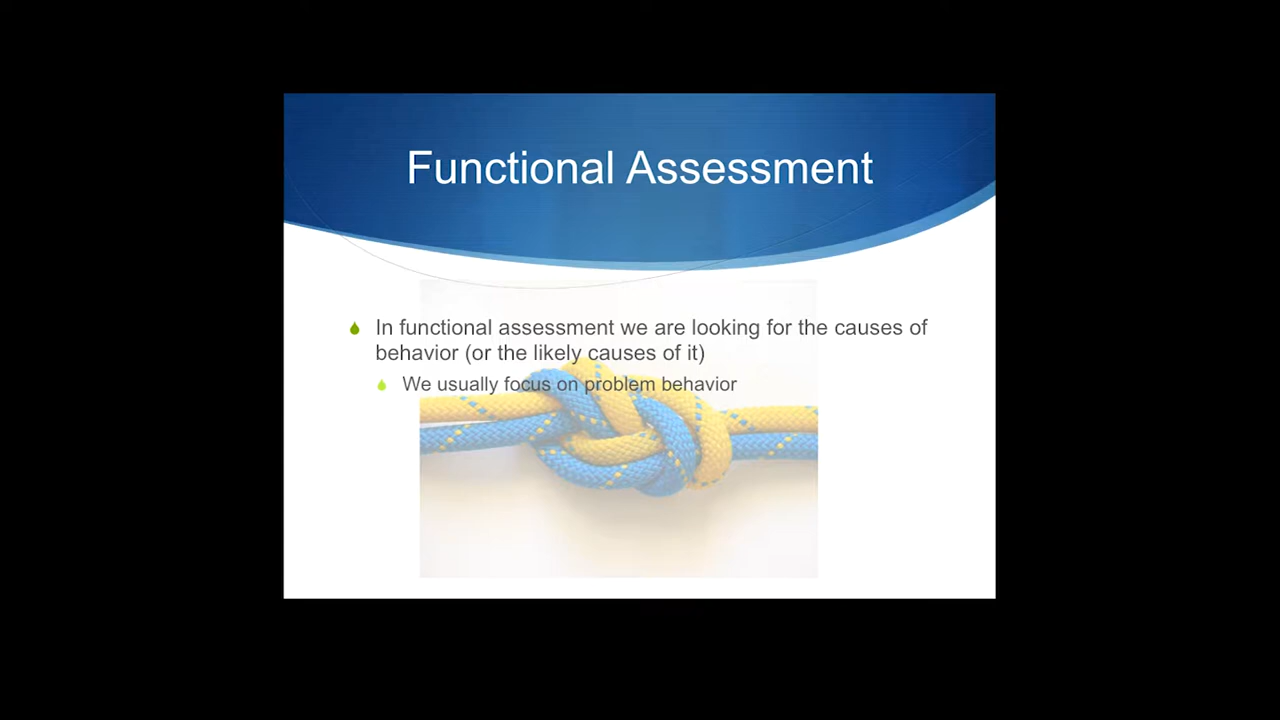 Functional Assessment
In functional assessment we are looking for the causes of
behavior (or the likely causes of it)
We usually focus on problem behavior